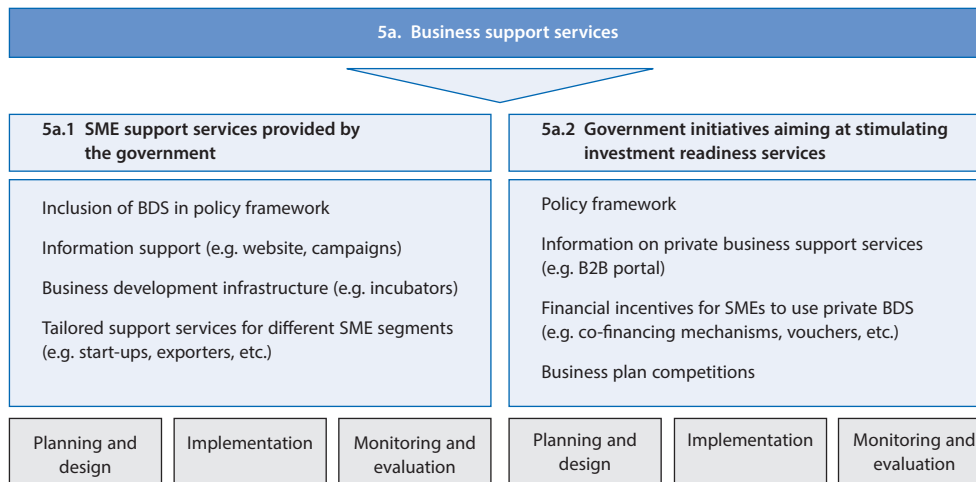 5a. Business support services
5a.1 SME support services provided by
the government
Inclusion of BDS in policy framework
Information support (e.g. website, campaigns)
Business development infrastructure (e.g. incubators)
Tailored support services for different SME segments
(e.g. start-ups, exporters, etc.)
Planning and
design
Implementation
Monitoring and
evaluation
5a.2 Government initiatives aiming at stimulating
investment readiness services
Policy framework
Information on private business support services
(e.g. B2B portal)
Financial incentives for SMEs to use private BDS
(e.g. co-financing mechanisms, vouchers, etc.)
Business plan competitions
Planning and
design
Implementation
Monitoring and
evaluation